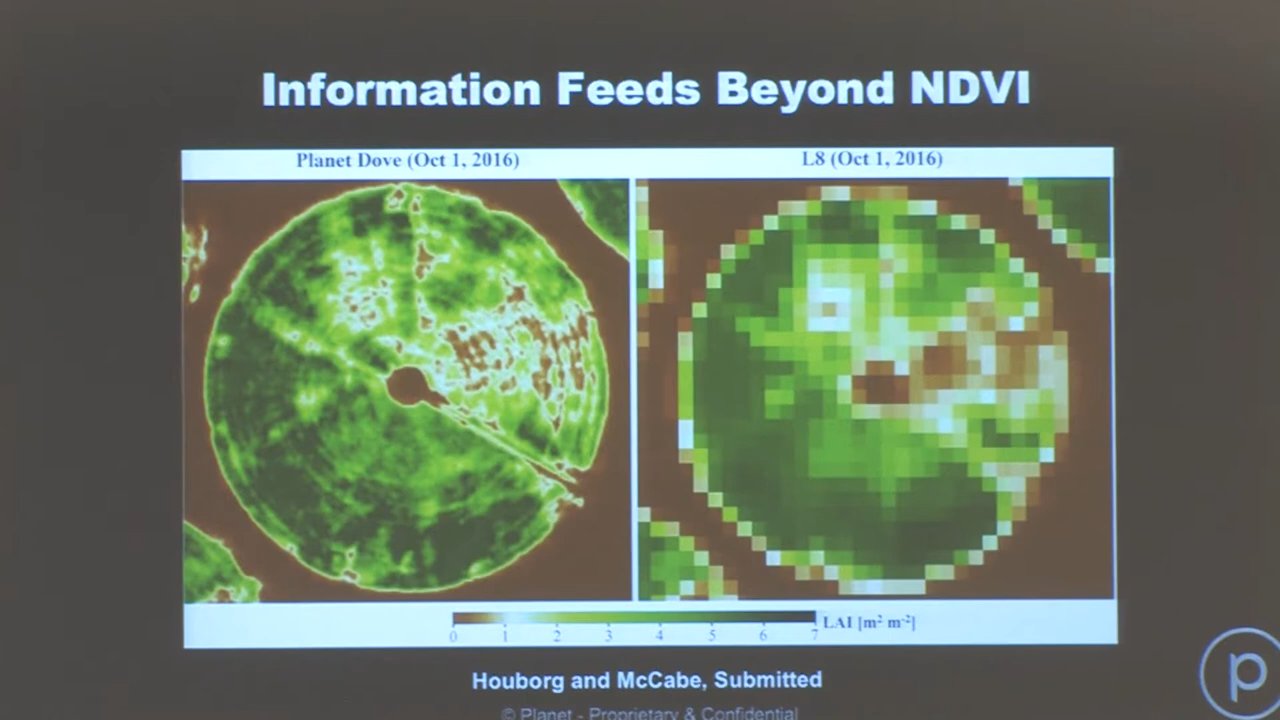 Information Feeds Beyond NDVI
Planet Dove (Oct 1, 2016)
L8 (Oct 1, 2016)
0 1 2 3 4 5 6 7 LAI [m² m⁻²]
Houborg and McCabe, Submitted
p
© Planet - Proprietary & Confidential